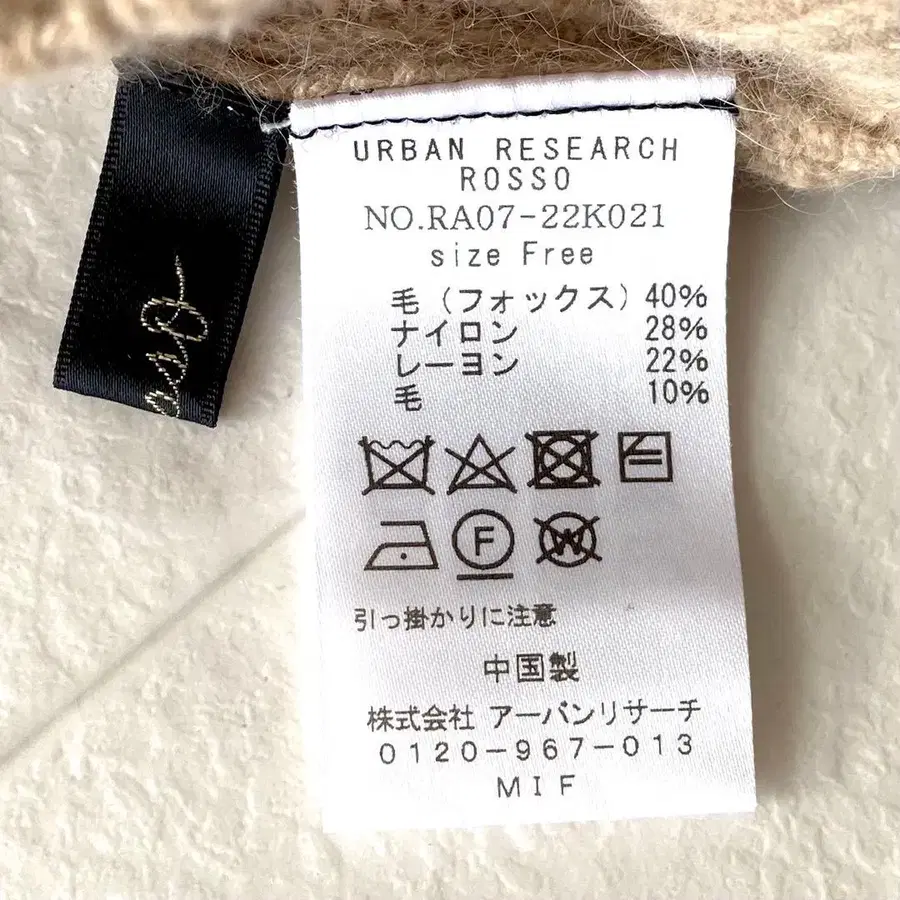 URBAN RESEARCH
ROSSO
NO.RA07-22K021
size Free
毛(フォックス) 40%
ナイロン 28%
レーヨン 22%
毛 10%
F
W
引っ掛かりに注意
中国製
株式会社 アーバンリサーチ
0120-967-013
MIF